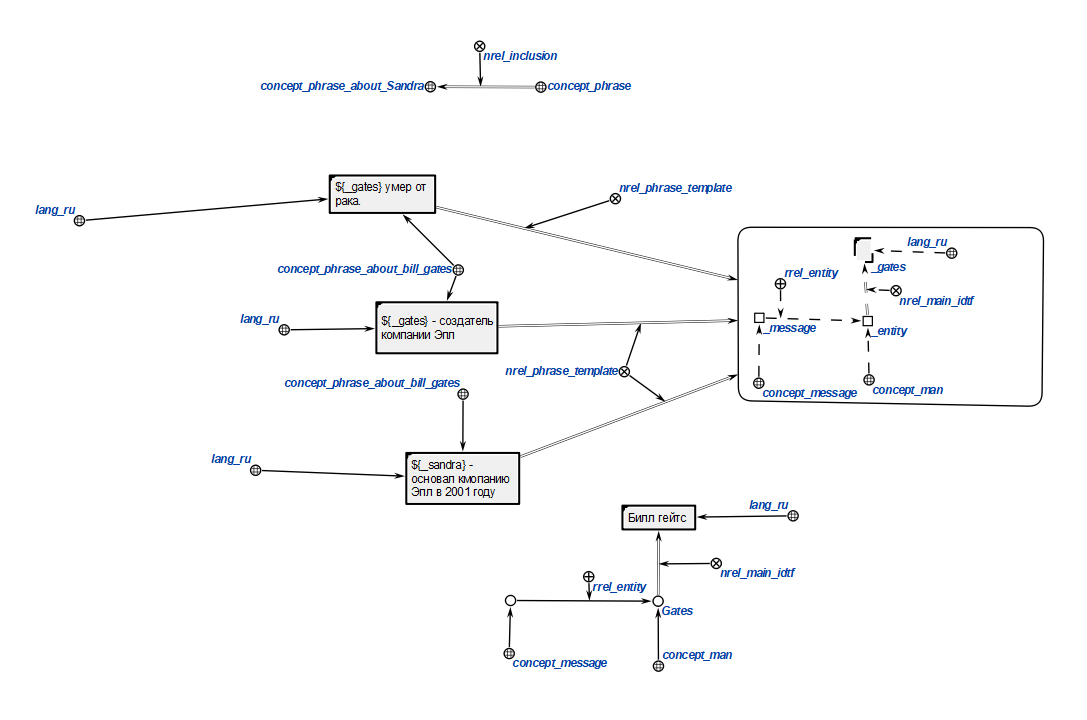 nrel_inclusion
concept_phrase_about_Sandra
concept_phrase
${_gates} умер от
рака.
nrel_phrase_template
lang_ru
lang_ru
_gates
concept_phrase_about_bill_gates
rrel_entity
nrel_main_idtf
lang_ru
${_gates} - создатель
компании Эпл
_message
_entity
nrel_phrase_template
concept_phrase_about_bill_gates
concept_message
concept_man
lang_ru
${_sandra} -
основал кмопанию
Эпл в 2001 году
lang_ru
Билл гейтс
nrel_main_idtf
rrel_entity
Gates
concept_message
concept_man